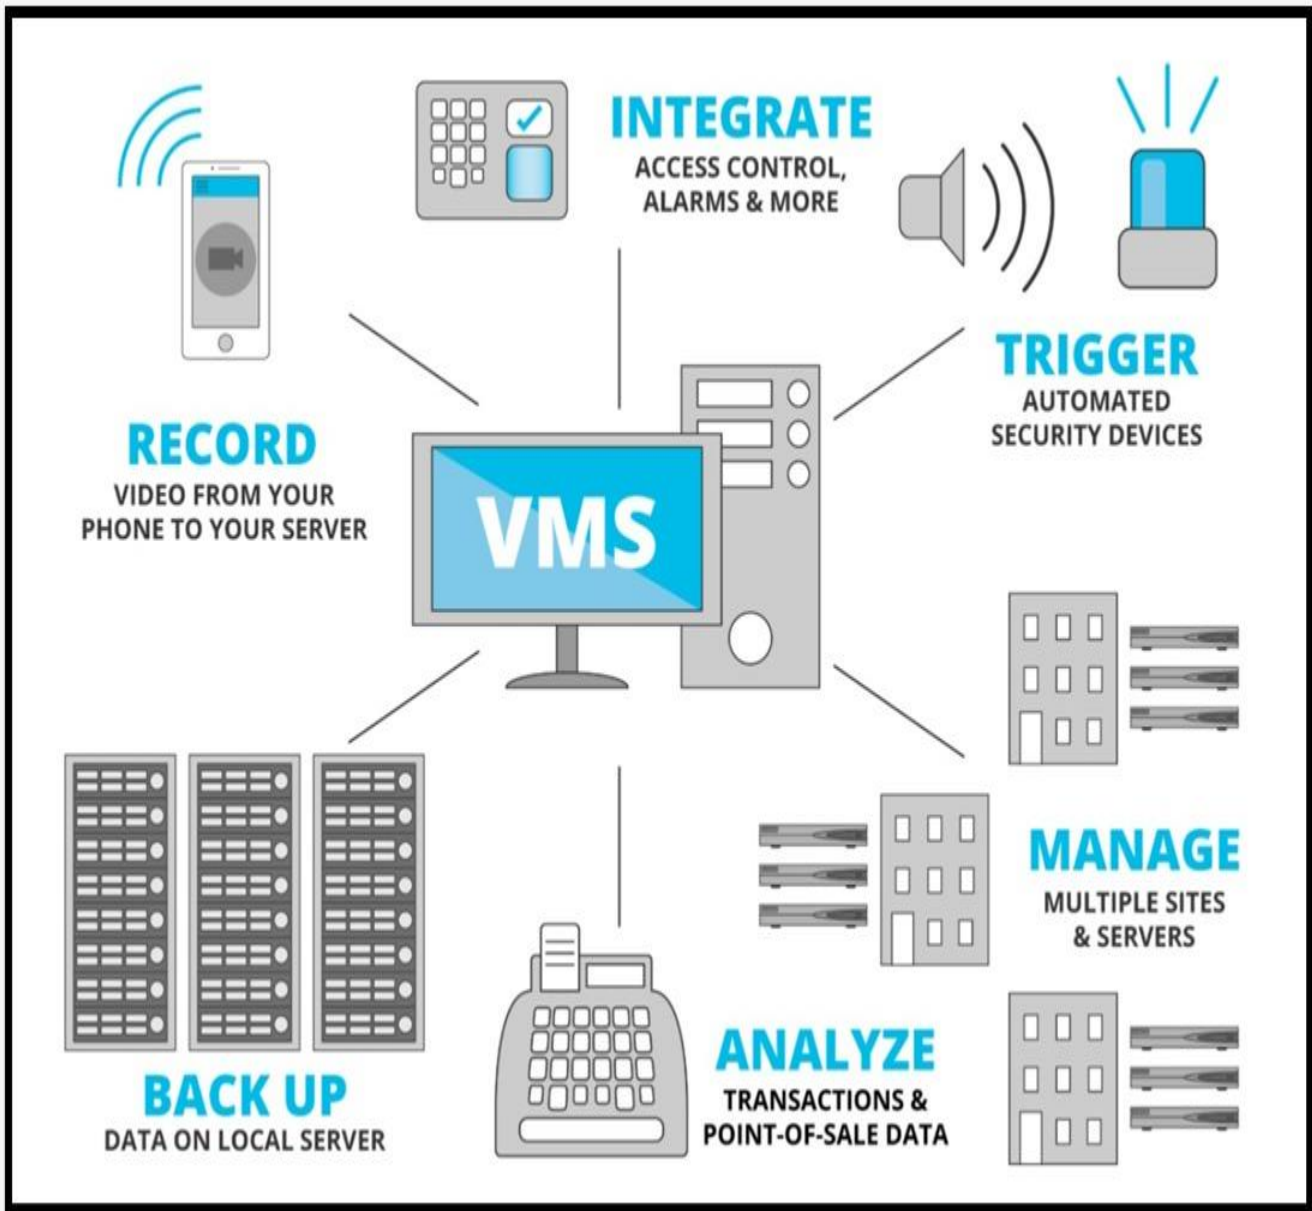 INTEGRATE
ACCESS CONTROL,
ALARMS & MORE
TRIGGER
AUTOMATED
SECURITY DEVICES
RECORD
VIDEO FROM YOUR
PHONE TO YOUR SERVER
VMS
MANAGE
MULTIPLE SITES
& SERVERS
BACK UP
DATA ON LOCAL SERVER
ANALYZE
TRANSACTIONS &
POINT-OF-SALE DATA